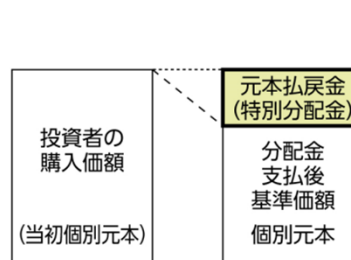 元本払戻金
(特別分配金)
投資者の
購入価額
(当初個別元本)
分配金
支払後
基準価額
個別元本